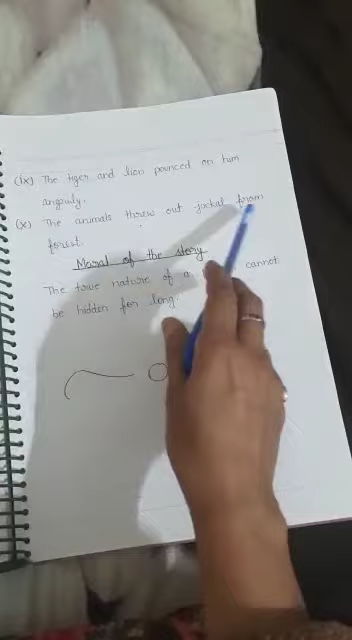 (ix) The tiger and lion pounced on him
angrily.
(x) The animals threw out jackal from
forest.
Moral of the story
The true nature of a cannot
be hidden for long.